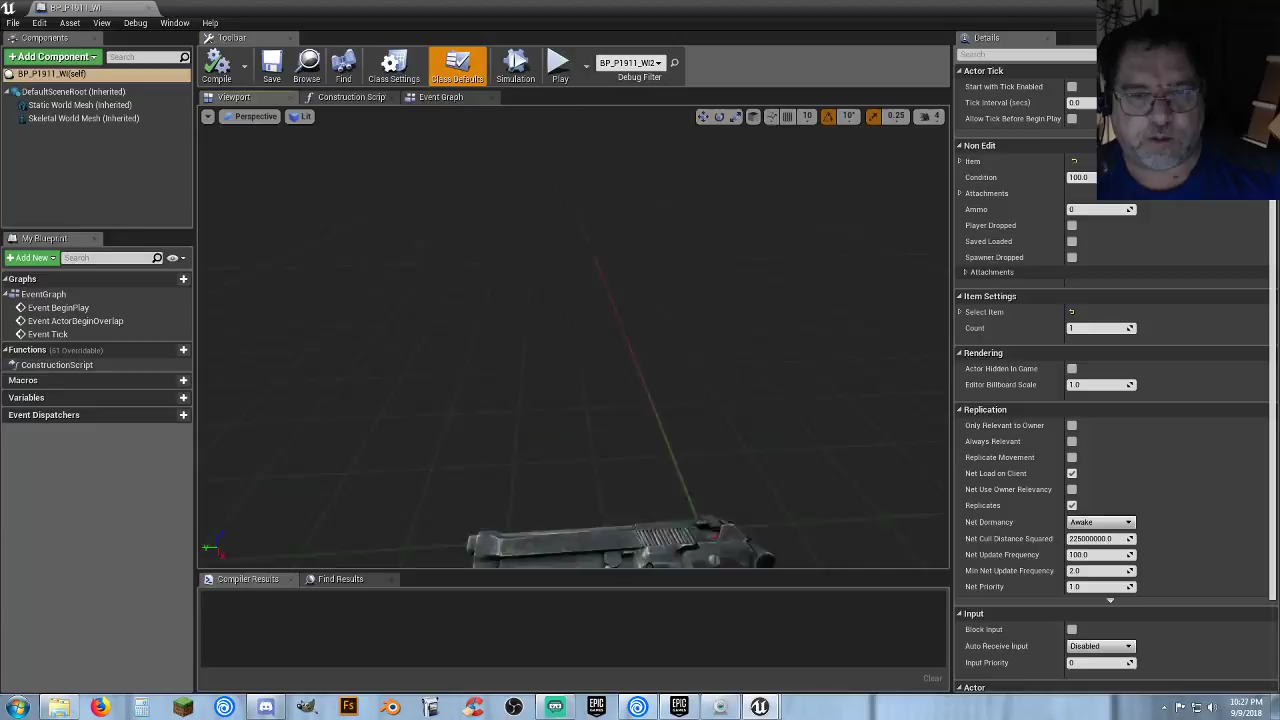 BP_P1911_WI
File Edit Asset View Debug Window Help
Components
Toolbar
Details
Add Component
Search
Compile
Save
Browse
Find
Class Settings
Class Defaults
Simulation
Play
BP_P1911_WI2
Debug Filter
Search
BP_P1911_WI(self)
DefaultSceneRoot (Inherited)
Static World Mesh (Inherited)
Skeletal World Mesh (Inherited)
Viewport
Construction Scrip
Event Graph
Perspective
Lit
10
10°
0.25
4
My Blueprint
Add New
Search
Graphs
EventGraph
Event BeginPlay
Event ActorBeginOverlap
Event Tick
Functions (61 Overridable)
ConstructionScript
Macros
Variables
Event Dispatchers
Actor Tick
Start with Tick Enabled
Tick Interval (secs) 0.0
Allow Tick Before Begin Play
Non Edit
Item
Condition 100.0
Attachments
Ammo 0
Player Dropped
Saved Loaded
Spawner Dropped
Attachments
Item Settings
Select Item
Count 1
Rendering
Actor Hidden In Game
Editor Billboard Scale 1.0
Replication
Only Relevant to Owner
Always Relevant
Replicate Movement
Net Load on Client
Net Use Owner Relevancy
Replicates
Net Dormancy Awake
Net Cull Distance Squared 225000000.0
Net Update Frequency 100.0
Min Net Update Frequency 2.0
Net Priority 1.0
Input
Block Input
Auto Receive Input Disabled
Input Priority 0
Actor
Compiler Results
Find Results
Clear
Fs
EPIC GAMES
EPIC GAMES
10:27 PM
9/9/2018